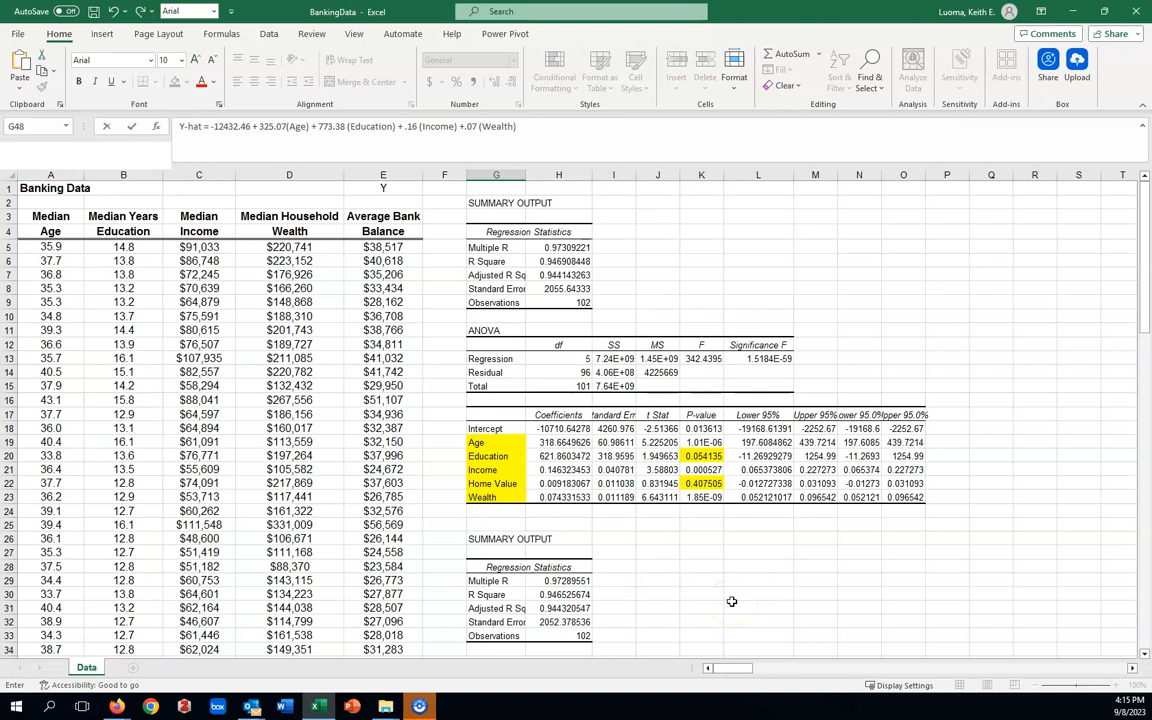 AutoSave Off Arial BankingData - Excel Search Luoma, Keith E.
File Home Insert Page Layout Formulas Data Review View Automate Help Power Pivot Comments Share
Paste Arial 10 Wrap Text General Conditional Formatting Format as Table Cell Styles Insert Delete Format AutoSum Fill Clear Sort & Filter Find & Select Analyze Data Sensitivity Add-ins Share Upload
Merge & Center
Clipboard Font Alignment Number Styles Cells Editing Analysis Sensitivity Add-ins Box
G48 Y-hat = -12432.46 + 325.07(Age) + 773.38 (Education) + .16 (Income) +.07 (Wealth)
A B C D E F G H I J K L M N O P Q R S T
1 Banking Data Y
2 SUMMARY OUTPUT
3 Median Median Years Median Median Household Average Bank
4 Age Education Income Wealth Balance Regression Statistics
5 35.9 14.8 $91,033 $220,741 $38,517 Multiple R 0.97309221
6 37.7 13.8 $86,748 $223,152 $40,618 R Square 0.946908448
7 36.8 13.8 $72,245 $176,926 $35,206 Adjusted R Sq 0.944143263
8 35.3 13.2 $70,639 $166,260 $33,434 Standard Error 2055.64333
9 35.3 13.2 $64,879 $148,868 $28,162 Observations 102
10 34.8 13.7 $75,591 $188,310 $36,708
11 39.3 14.4 $80,615 $201,743 $38,766 ANOVA
12 36.6 13.9 $76,507 $189,727 $34,811 df SS MS F Significance F
13 35.7 16.1 $107,935 $211,085 $41,032 Regression 5 7.24E+09 1.45E+09 342.4395 1.5184E-59
14 40.5 15.1 $82,557 $220,782 $41,742 Residual 96 4.06E+08 4225669
15 37.9 14.2 $58,294 $132,432 $29,950 Total 101 7.64E+09
16 43.1 15.8 $88,041 $267,556 $51,107
17 37.7 12.9 $64,597 $186,156 $34,936 Coefficients tandard Err t Stat P-value Lower 95% Upper 95% ower 95.0% pper 95.0%
18 36.0 13.1 $64,894 $160,017 $32,387 Intercept -10710.64278 4260.976 -2.51366 0.013613 -19168.61391 -2252.67 -19168.6 -2252.67
19 40.4 16.1 $61,091 $113,559 $32,150 Age 318.6649626 60.98611 5.225205 1.01E-06 197.6084862 439.7214 197.6085 439.7214
20 33.8 13.6 $76,771 $197,264 $37,996 Education 621.8603472 318.9595 1.949653 0.054135 -11.26920279 1254.99 -11.2693 1254.99
21 36.4 13.5 $55,609 $105,582 $24,672 Income 0.146323453 0.040781 3.58803 0.000527 0.065373806 0.227273 0.065374 0.227273
22 37.7 12.8 $74,091 $217,869 $37,603 Home Value 0.009183067 0.011038 0.831945 0.407505 -0.012727338 0.031093 -0.01273 0.031093
23 36.2 12.9 $53,713 $117,441 $26,785 Wealth 0.074331533 0.011189 6.643111 1.85E-09 0.052121017 0.096542 0.052121 0.096542
24 39.1 12.7 $60,262 $161,322 $32,576
25 39.4 16.1 $111,548 $331,009 $56,569
26 36.1 12.8 $48,600 $106,671 $26,144 SUMMARY OUTPUT
27 35.3 12.7 $51,419 $111,168 $24,558
28 37.5 12.8 $51,182 $88,370 $23,584 Regression Statistics
29 34.4 12.8 $60,753 $143,115 $26,773 Multiple R 0.97289551
30 33.7 13.8 $64,601 $134,223 $27,877 R Square 0.946525674
31 40.4 13.2 $62,164 $144,038 $28,507 Adjusted R Sq 0.944320547
32 38.9 12.7 $46,607 $114,799 $27,096 Standard Error 2052.378536
33 34.3 12.7 $61,446 $161,538 $28,018 Observations 102
34 38.7 12.8 $62,024 $149,351 $31,283
Data
Enter Accessibility: Good to go Display Settings 100%
4:15 PM
9/8/2023